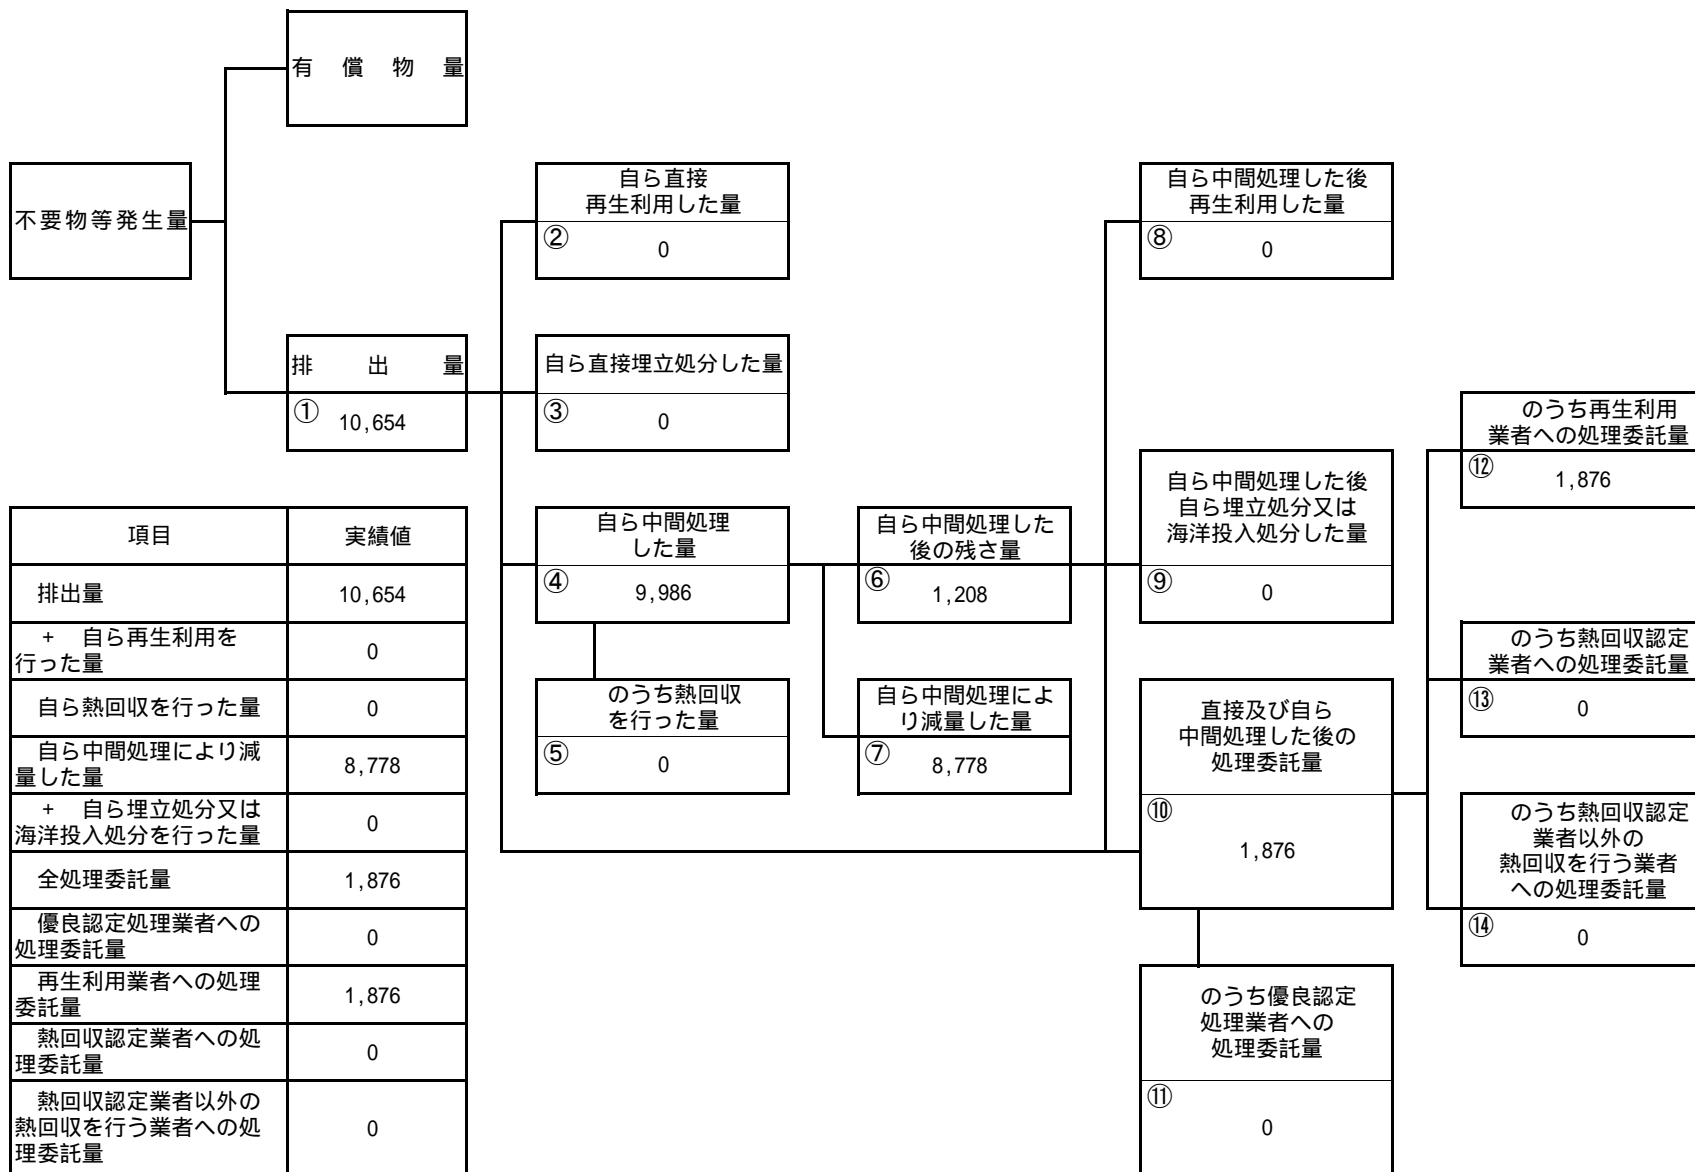 有償物量
不要物等発生量
排出量
① 10,654
自ら直接
再生利用した量
② 0
自ら直接埋立処分した量
③ 0
自ら中間処理
した量
④ 9,986
のうち熱回収
を行った量
⑤ 0
自ら中間処理した
後の残さ量
⑥ 1,208
自ら中間処理によ
り減量した量
⑦ 8,778
自ら中間処理した後
再生利用した量
⑧ 0
自ら中間処理した後
自ら埋立処分又は
海洋投入処分した量
⑨ 0
直接及び自ら
中間処理した後の
処理委託量
⑩
1,876
のうち優良認定
処理業者への
処理委託量
⑪
0
のうち再生利用
業者への処理委託量
⑫ 1,876
のうち熱回収認定
業者への処理委託量
⑬ 0
のうち熱回収認定
業者以外の
熱回収を行う業者
への処理委託量
⑭ 0
項目 実績値
排出量 10,654
+ 自ら再生利用を
行った量 0
自ら熱回収を行った量 0
自ら中間処理により減
量した量 8,778
+ 自ら埋立処分又は
海洋投入処分を行った量 0
全処理委託量 1,876
優良認定処理業者への
処理委託量 0
再生利用業者への処理
委託量 1,876
熱回収認定業者への処
理委託量 0
熱回収認定業者以外の
熱回収を行う業者への処
理委託量 0